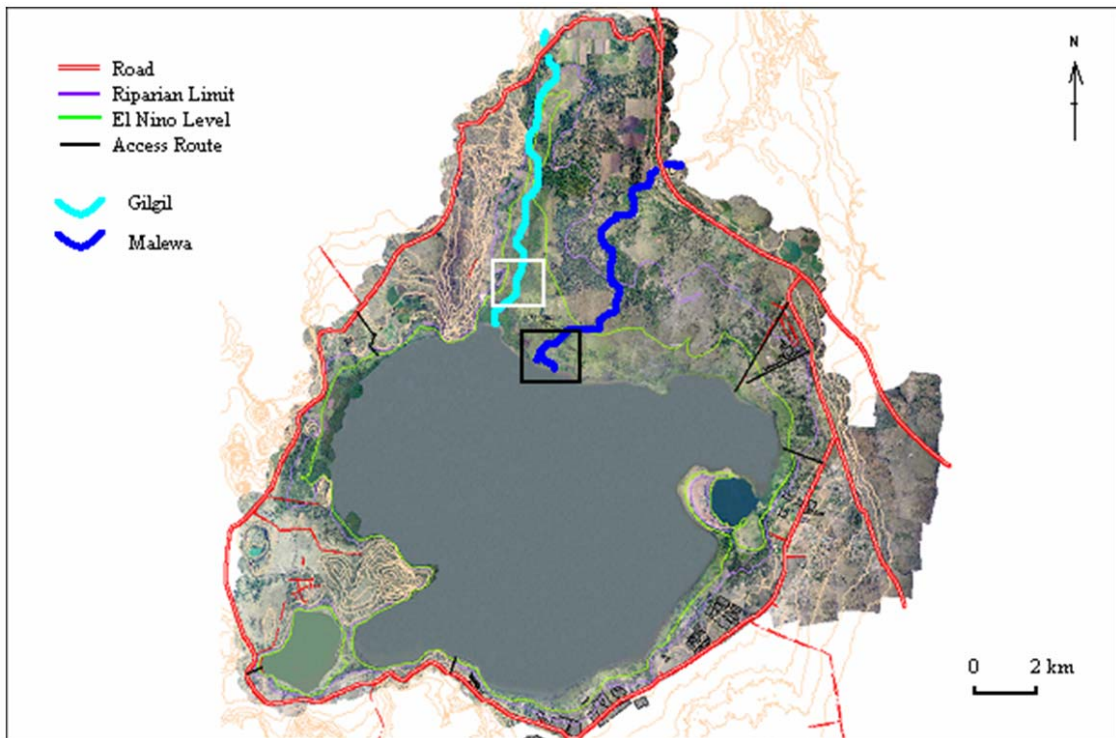 N
Road
Riparian Limit
El Nino Level
Access Route
Gilgil
Malewa
0 2 km